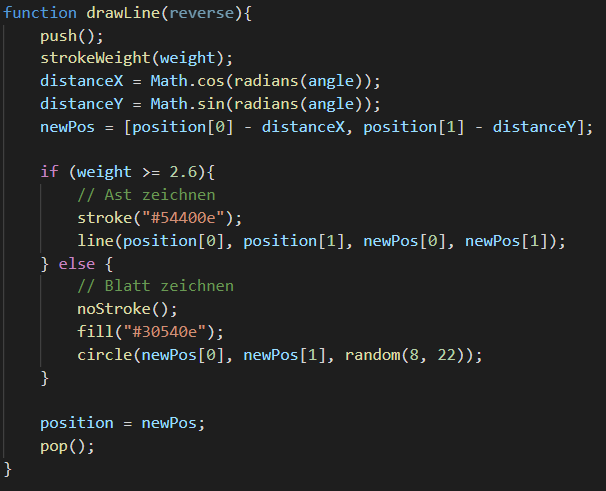 function drawLine(reverse){
push();
strokeWeight(weight);
distanceX = Math.cos(radians(angle));
distanceY = Math.sin(radians(angle));
newPos = [position[0] - distanceX, position[1] - distanceY];
if (weight >= 2.6){
// Ast zeichnen
stroke("#54400e");
line(position[0], position[1], newPos[0], newPos[1]);
} else {
// Blatt zeichnen
noStroke();
fill("#30540e");
circle(newPos[0], newPos[1], random(8, 22));
}
position = newPos;
pop();
}